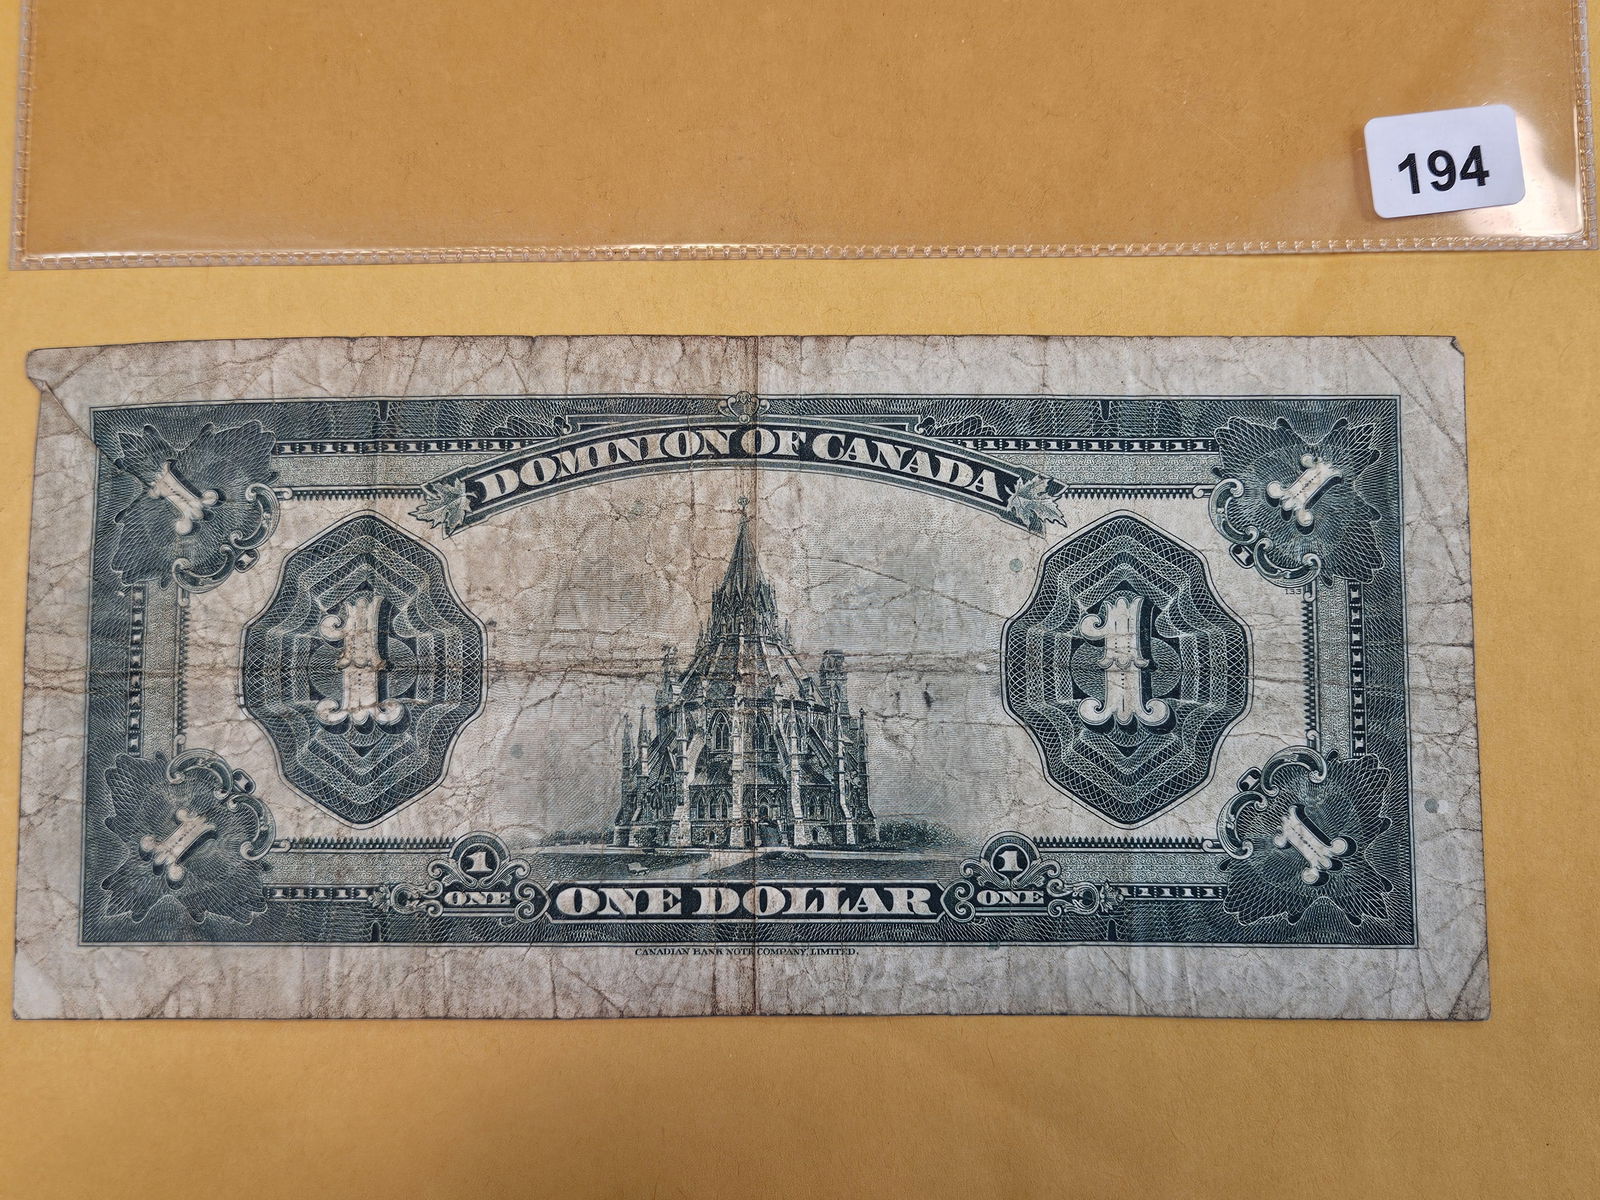 194
DOMINION OF CANADA
1 1
1 1
1 1
1 1
ONE ONE DOLLAR ONE
CANADIAN BANK NOTE COMPANY, LIMITED.